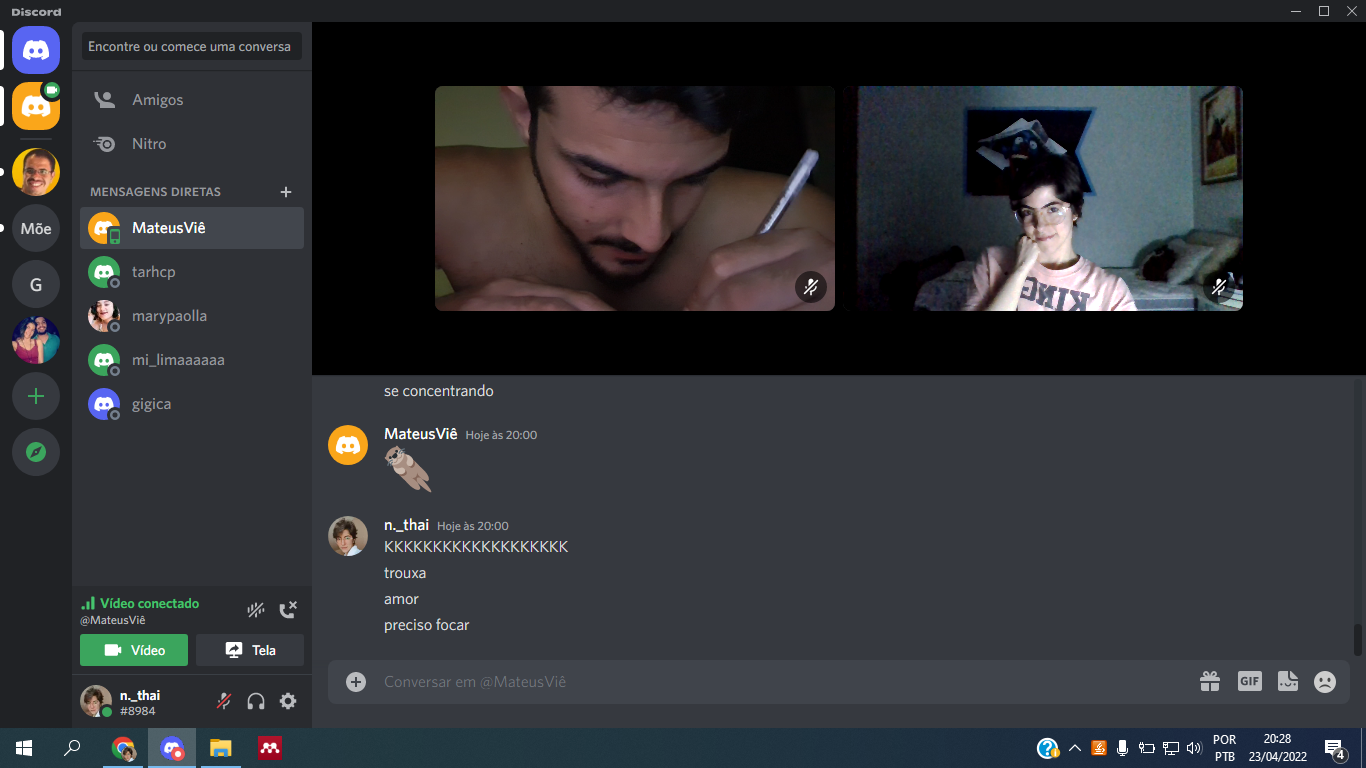 Discord
Encontre ou comece uma conversa
Amigos
Nitro
MENSAGENS DIRETAS
MateusViê
tarhcp
marypaolla
mi_limaaaaaa
gigica
Mõe
G
Vídeo conectado
@MateusViê
Vídeo
Tela
n._thai
#8984
KING
se concentrando
MateusViê Hoje às 20:00
n._thai Hoje às 20:00
KKKKKKKKKKKKKKKKKKK
trouxa
amor
preciso focar
Conversar em @MateusViê
GIF
POR
PTB
20:28
23/04/2022
4